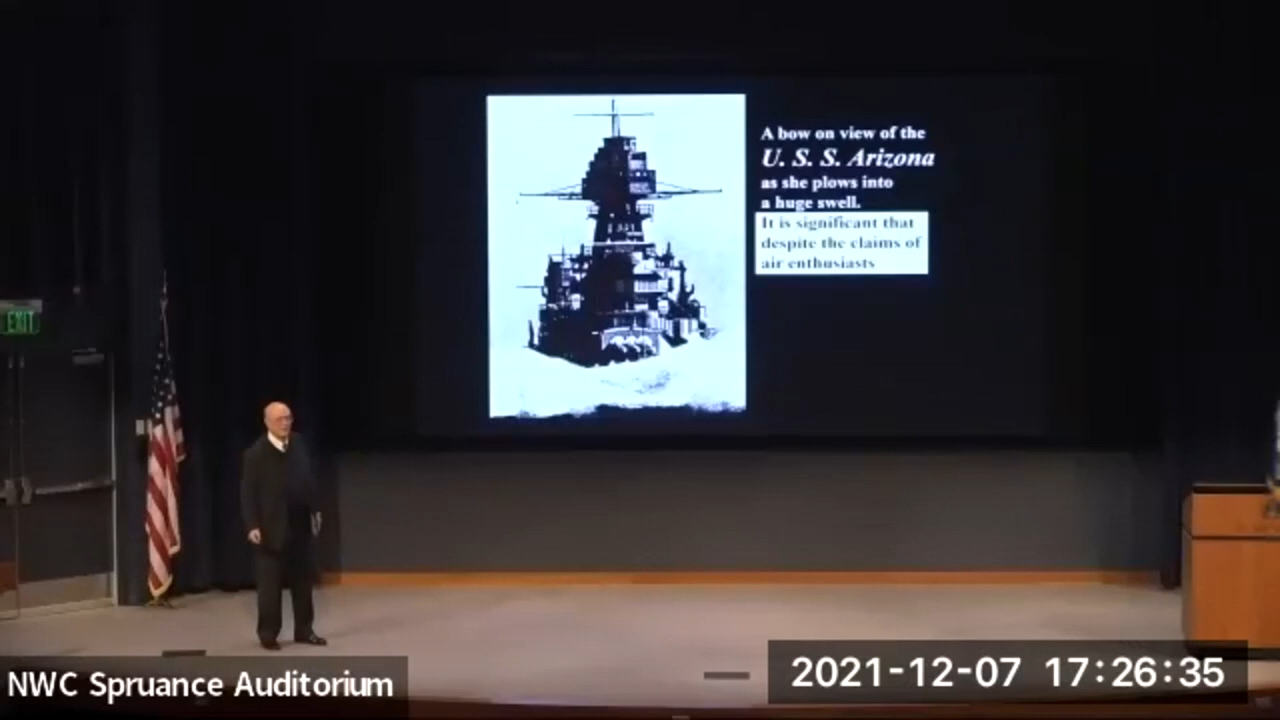 A bow on view of the
U. S. S. Arizona
as she plows into
a huge swell.
It is significant that
despite the claims of
air enthusiasts
EXIT
NWC Spruance Auditorium
2021-12-07 17:26:35